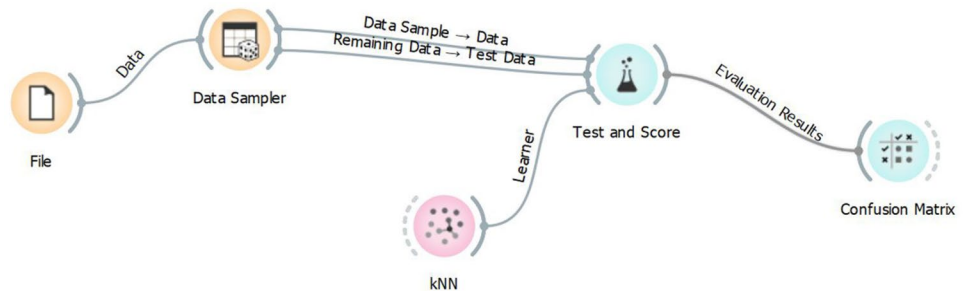 Data Sample → Data
Remaining Data → Test Data
Data
Data Sampler
File
Evaluation Results
Test and Score
Learner
Confusion Matrix
kNN